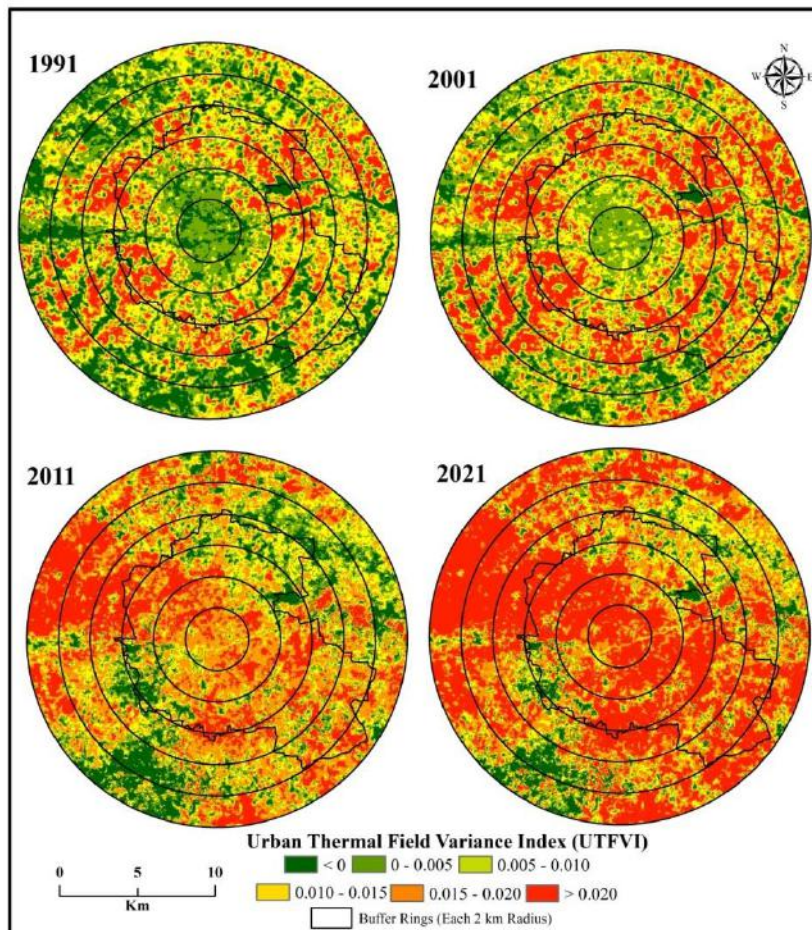 1991
2001
N
W E
S
2011
2021
Urban Thermal Field Variance Index (UTFVI)
< 0 0 - 0.005 0.005 - 0.010
0 5 10
Km
0.010 - 0.015 0.015 - 0.020 > 0.020
Buffer Rings (Each 2 km Radius)